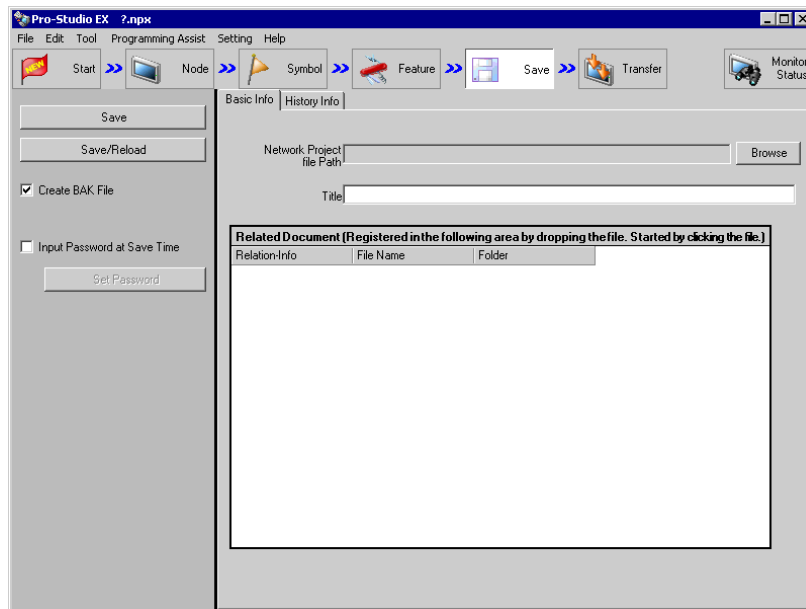 Pro-Studio EX ?.npx
File Edit Tool Programming Assist Setting Help
NEW Start Node Symbol Feature Save Transfer Monitor Status
Basic Info History Info
Save
Save/Reload
Create BAK File
Input Password at Save Time
Set Password
Network Project
file Path
Browse
Title
Related Document (Registered in the following area by dropping the file. Started by clicking the file.)
Relation-Info File Name Folder